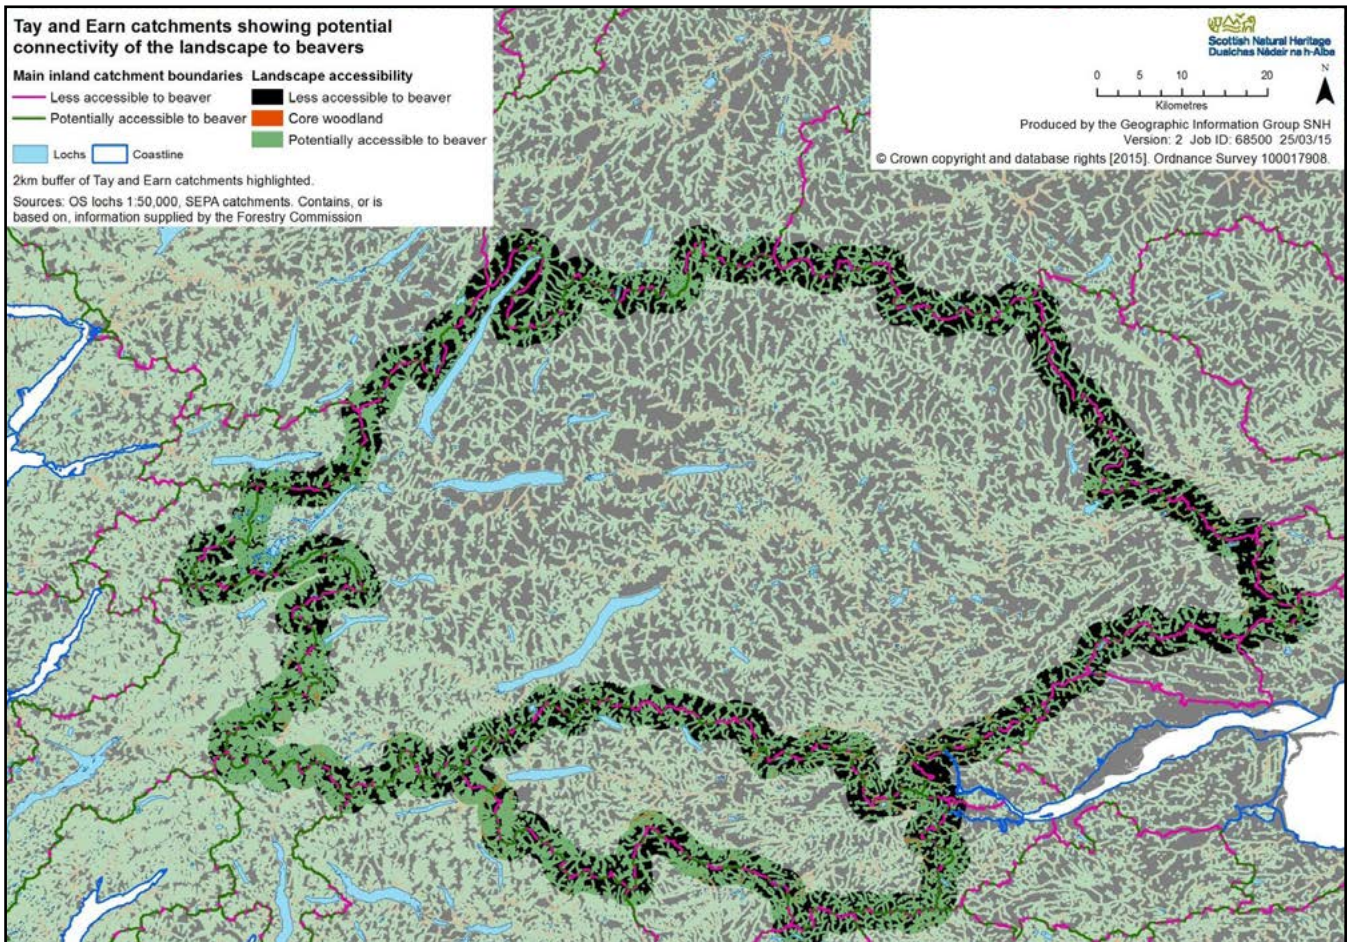 Tay and Earn catchments showing potential
connectivity of the landscape to beavers
Main inland catchment boundaries
Less accessible to beaver
Potentially accessible to beaver
Landscape accessibility
Less accessible to beaver
Core woodland
Potentially accessible to beaver
Lochs
Coastline
2km buffer of Tay and Earn catchments highlighted.
Sources: OS lochs 1:50,000, SEPA catchments. Contains, or is
based on, information supplied by the Forestry Commission
Scottish Natural Heritage
Dualchas Nàdair na h-Alba
0 5 10 20
Kilometres
N
Produced by the Geographic Information Group SNH
Version: 2 Job ID: 68500 25/03/15
© Crown copyright and database rights [2015]. Ordnance Survey 100017908.